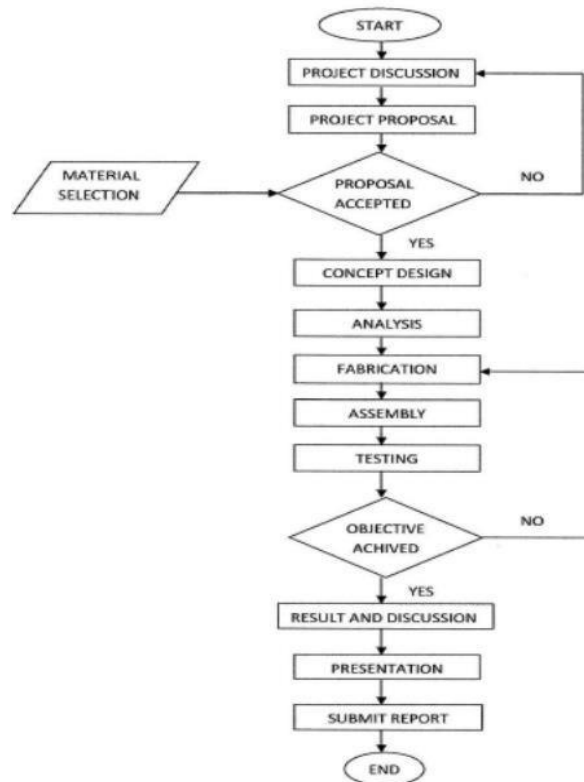 START
PROJECT DISCUSSION
PROJECT PROPOSAL
MATERIAL
SELECTION
PROPOSAL
ACCEPTED
NO
YES
CONCEPT DESIGN
ANALYSIS
FABRICATION
ASSEMBLY
TESTING
OBJECTIVE
ACHIVED
NO
YES
RESULT AND DISCUSSION
PRESENTATION
SUBMIT REPORT
END